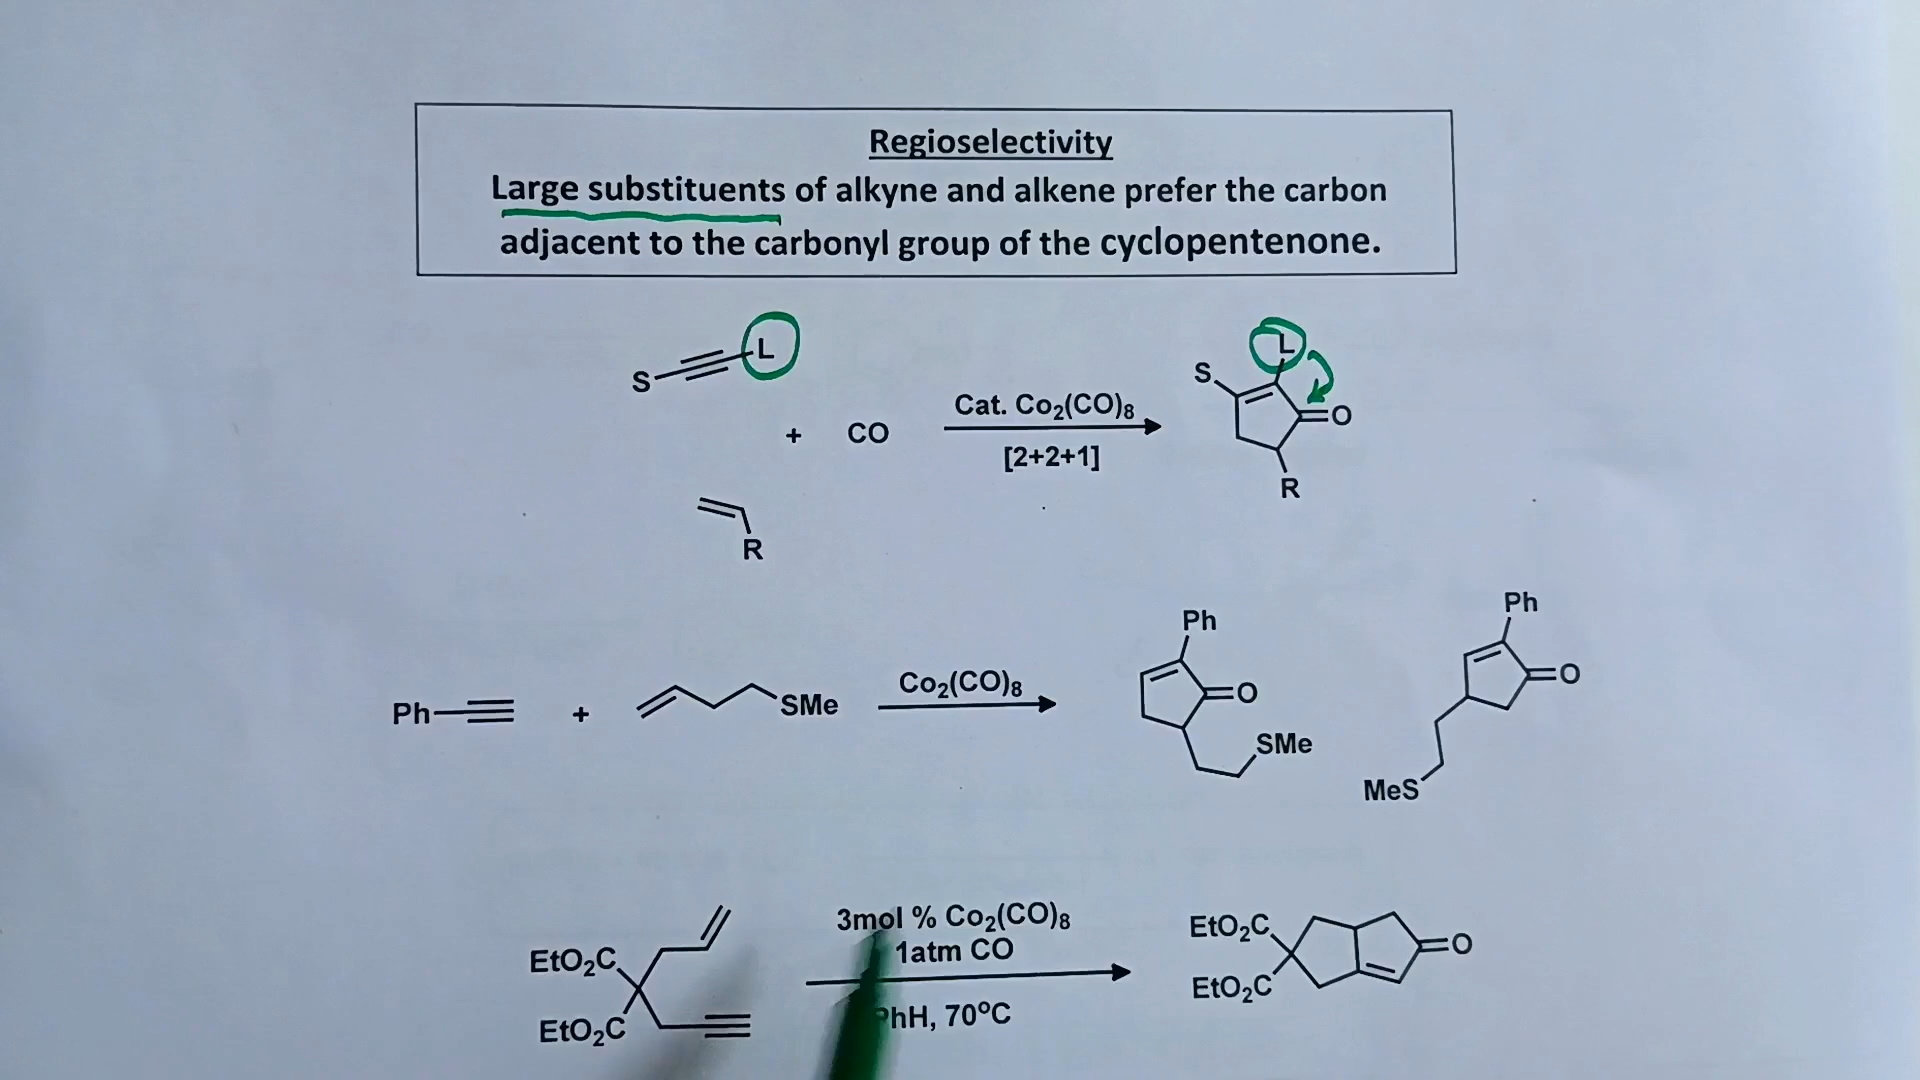 Regioselectivity
Large substituents of alkyne and alkene prefer the carbon
adjacent to the carbonyl group of the cyclopentenone.
S L
+ CO
Cat. Co₂(CO)₈
[2+2+1]
S L O
R
R
Ph + SMe
Co₂(CO)₈
Ph O SMe
Ph O MeS
EtO₂C
EtO₂C
3mol % Co₂(CO)₈
1atm CO
PhH, 70ºC
EtO₂C O
EtO₂C